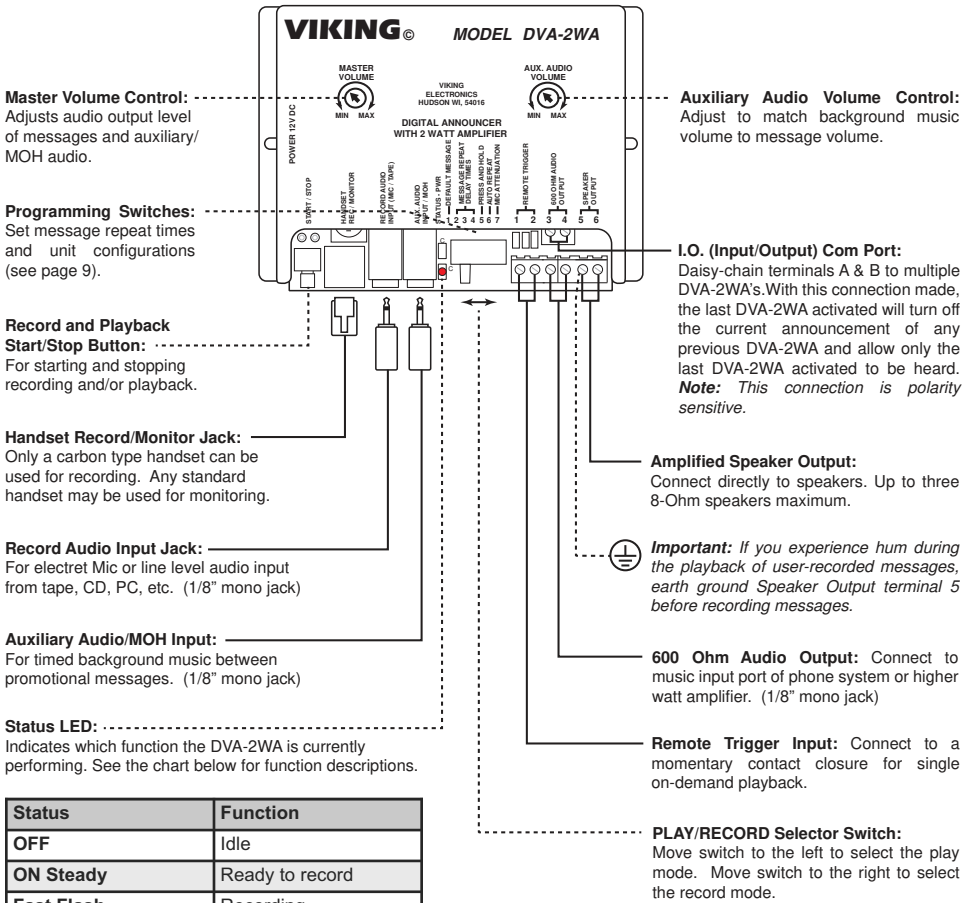 VIKING© MODEL DVA-2WA
MASTER
VOLUME
MIN MAX
VIKING
ELECTRONICS
HUDSON WI, 54016
DIGITAL ANNOUNCER
WITH 2 WATT AMPLIFIER
AUX. AUDIO
VOLUME
MIN MAX
POWER 12V DC
START / STOP
HANDSET
REC / MONITOR
RECORD AUDIO
INPUT (MIC / TAPE)
AUX. AUDIO
INPUT / MOH
STATUS - PWR
DEFAULT MESSAGE
MESSAGE REPEAT
DELAY TIMES
PRESS AND HOLD
AUTO REPEAT
MIC ATTENUATION
1 2 3 4 5 6 7
REMOTE TRIGGER
1 2
600 OHM AUDIO
OUTPUT
3 4
SPEAKER
OUTPUT
5 6
C
C
Master Volume Control:
Adjusts audio output level
of messages and auxiliary/
MOH audio.
Programming Switches:
Set message repeat times
and unit configurations
(see page 9).
Record and Playback
Start/Stop Button:
For starting and stopping
recording and/or playback.
Handset Record/Monitor Jack:
Only a carbon type handset can be
used for recording. Any standard
handset may be used for monitoring.
Record Audio Input Jack:
For electret Mic or line level audio input
from tape, CD, PC, etc. (1/8” mono jack)
Auxiliary Audio/MOH Input:
For timed background music between
promotional messages. (1/8” mono jack)
Status LED:
Indicates which function the DVA-2WA is currently
performing. See the chart below for function descriptions.
Status Function
OFF Idle
ON Steady Ready to record
Fast Flash Recording
Auxiliary Audio Volume Control:
Adjust to match background music
volume to message volume.
I.O. (Input/Output) Com Port:
Daisy-chain terminals A & B to multiple
DVA-2WA's.With this connection made,
the last DVA-2WA activated will turn off
the current announcement of any
previous DVA-2WA and allow only the
last DVA-2WA activated to be heard.
Note: This connection is polarity
sensitive.
Amplified Speaker Output:
Connect directly to speakers. Up to three
8-Ohm speakers maximum.
Important: If you experience hum during
the playback of user-recorded messages,
earth ground Speaker Output terminal 5
before recording messages.
600 Ohm Audio Output: Connect to
music input port of phone system or higher
watt amplifier. (1/8” mono jack)
Remote Trigger Input: Connect to a
momentary contact closure for single
on-demand playback.
PLAY/RECORD Selector Switch:
Move switch to the left to select the play
mode. Move switch to the right to select
the record mode.